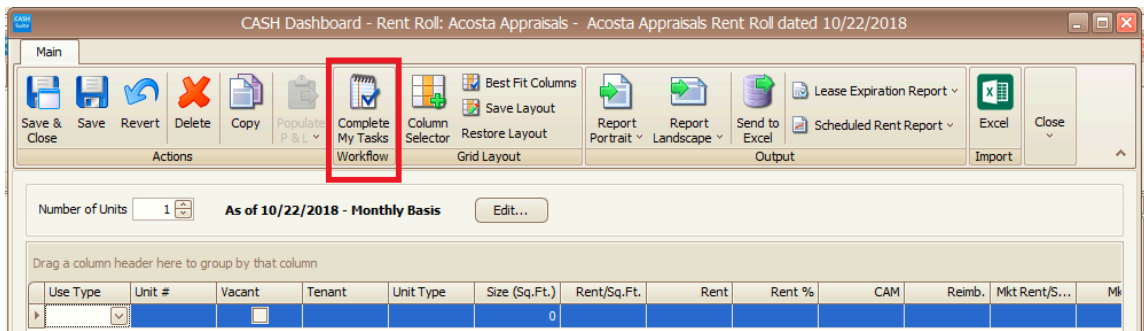 CASH Suite
CASH Dashboard - Rent Roll: Acosta Appraisals - Acosta Appraisals Rent Roll dated 10/22/2018
Main
Save & Close
Save
Revert
Delete
Copy
Populate P & L
Complete My Tasks
Column Selector
Best Fit Columns
Save Layout
Restore Layout
Report Portrait
Report Landscape
Send to Excel
Lease Expiration Report
Scheduled Rent Report
Excel
Close
Actions
Workflow
Grid Layout
Output
Import
Number of Units 1 As of 10/22/2018 - Monthly Basis Edit...
Drag a column header here to group by that column
Use Type Unit # Vacant Tenant Unit Type Size (Sq.Ft.) Rent/Sq.Ft. Rent Rent % CAM Reimb. Mkt Rent/S... Mk
0